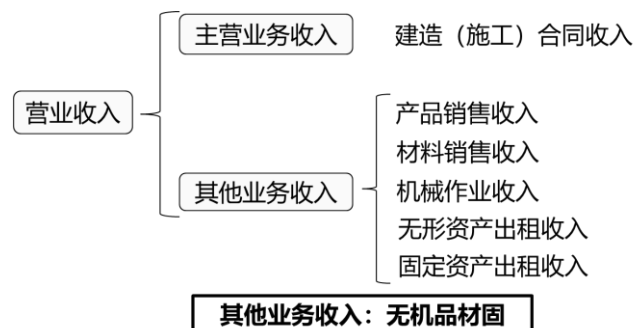 主营业务收入
建造（施工）合同收入
营业收入
其他业务收入
产品销售收入
材料销售收入
机械作业收入
无形资产出租收入
固定资产出租收入
其他业务收入：无机品材固